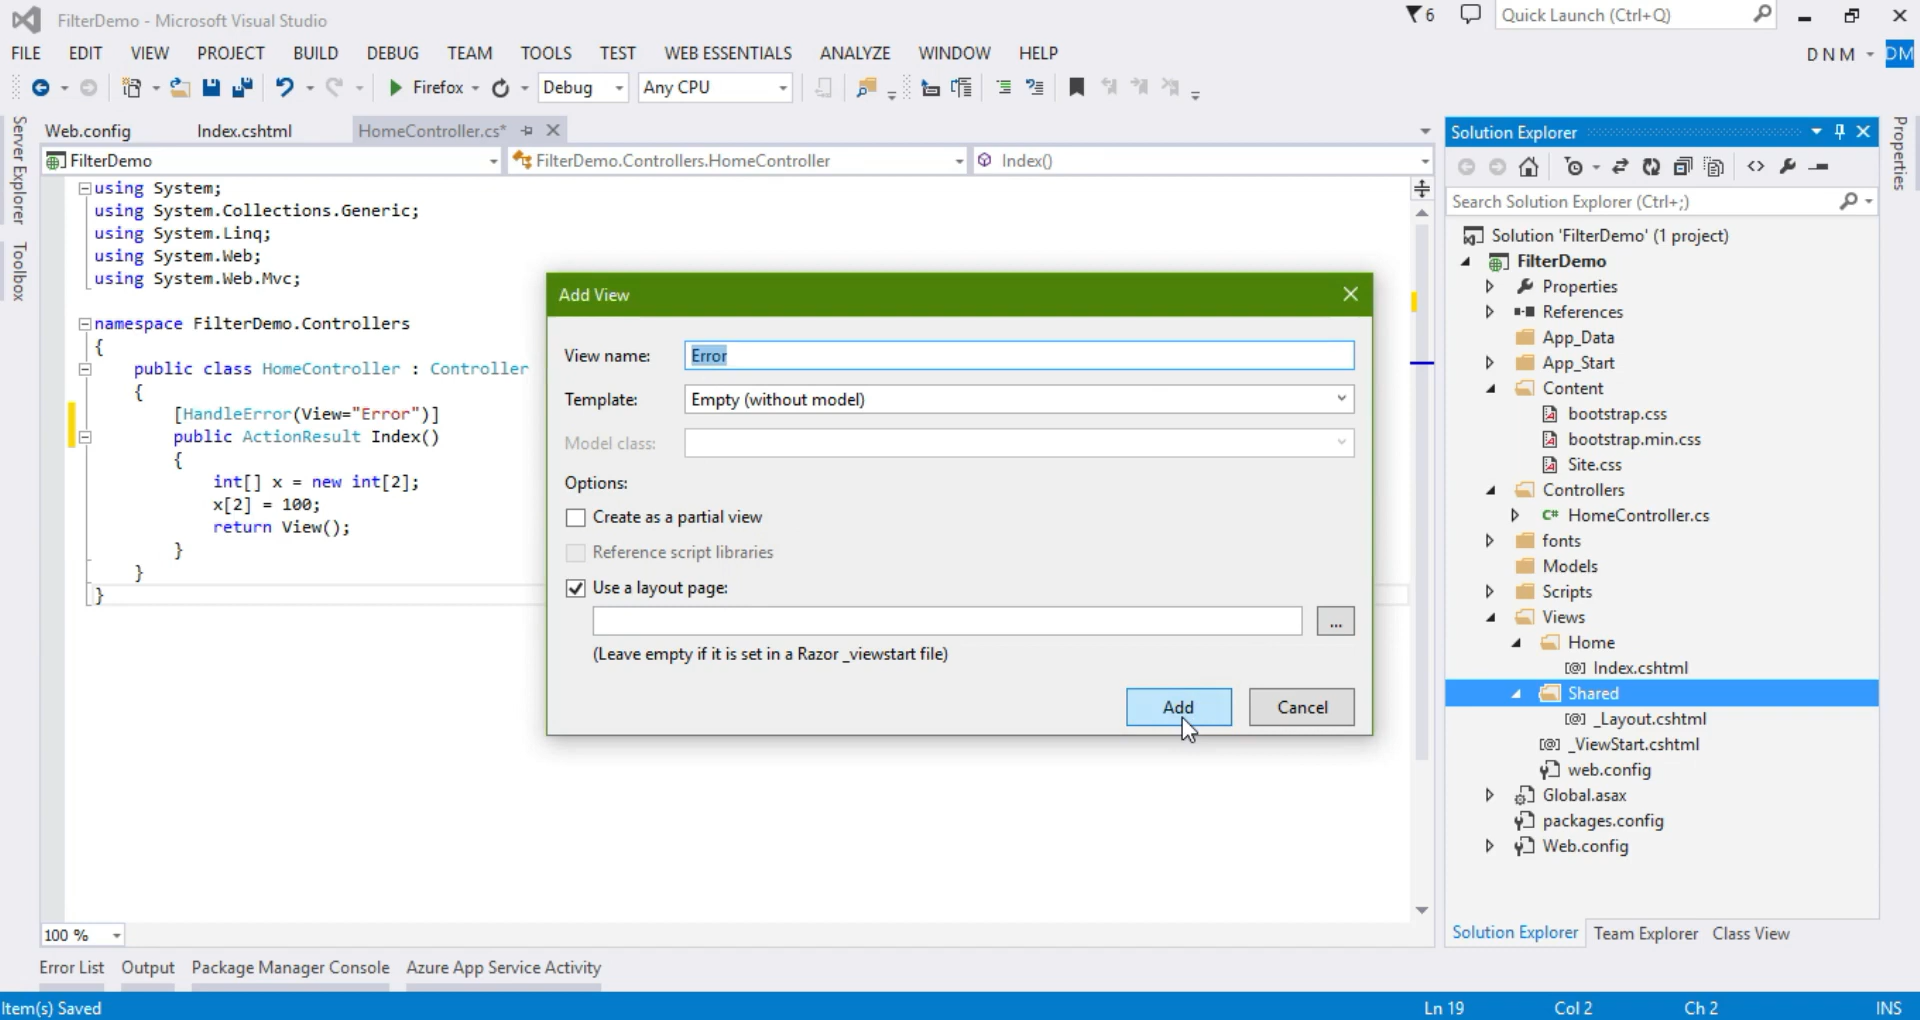 FilterDemo - Microsoft Visual Studio
6
Quick Launch (Ctrl+Q)
FILE EDIT VIEW PROJECT BUILD DEBUG TEAM TOOLS TEST WEB ESSENTIALS ANALYZE WINDOW HELP
D N M
DM
Firefox
Debug
Any CPU
Server Explorer
Toolbox
Web.config
Index.cshtml
HomeController.cs*
FilterDemo
FilterDemo.Controllers.HomeController
Index()
using System;
using System.Collections.Generic;
using System.Linq;
using System.Web;
using System.Web.Mvc;
namespace FilterDemo.Controllers
{
public class HomeController : Controller
{
[HandleError(View="Error")]
public ActionResult Index()
{
int[] x = new int[2];
x[2] = 100;
return View();
}
}
}
Add View
View name:
Error
Template:
Empty (without model)
Model class:
Options:
Create as a partial view
Reference script libraries
Use a layout page:
...
(Leave empty if it is set in a Razor _viewstart file)
Add
Cancel
Solution Explorer
Search Solution Explorer (Ctrl+;)
Solution 'FilterDemo' (1 project)
FilterDemo
Properties
References
App_Data
App_Start
Content
bootstrap.css
bootstrap.min.css
Site.css
Controllers
C# HomeController.cs
fonts
Models
Scripts
Views
Home
[@] Index.cshtml
Shared
[@] _Layout.cshtml
[@] _ViewStart.cshtml
web.config
Global.asax
packages.config
Web.config
Properties
100 %
Solution Explorer Team Explorer Class View
Error List Output Package Manager Console Azure App Service Activity
Item(s) Saved
Ln 19
Col 2
Ch 2
INS